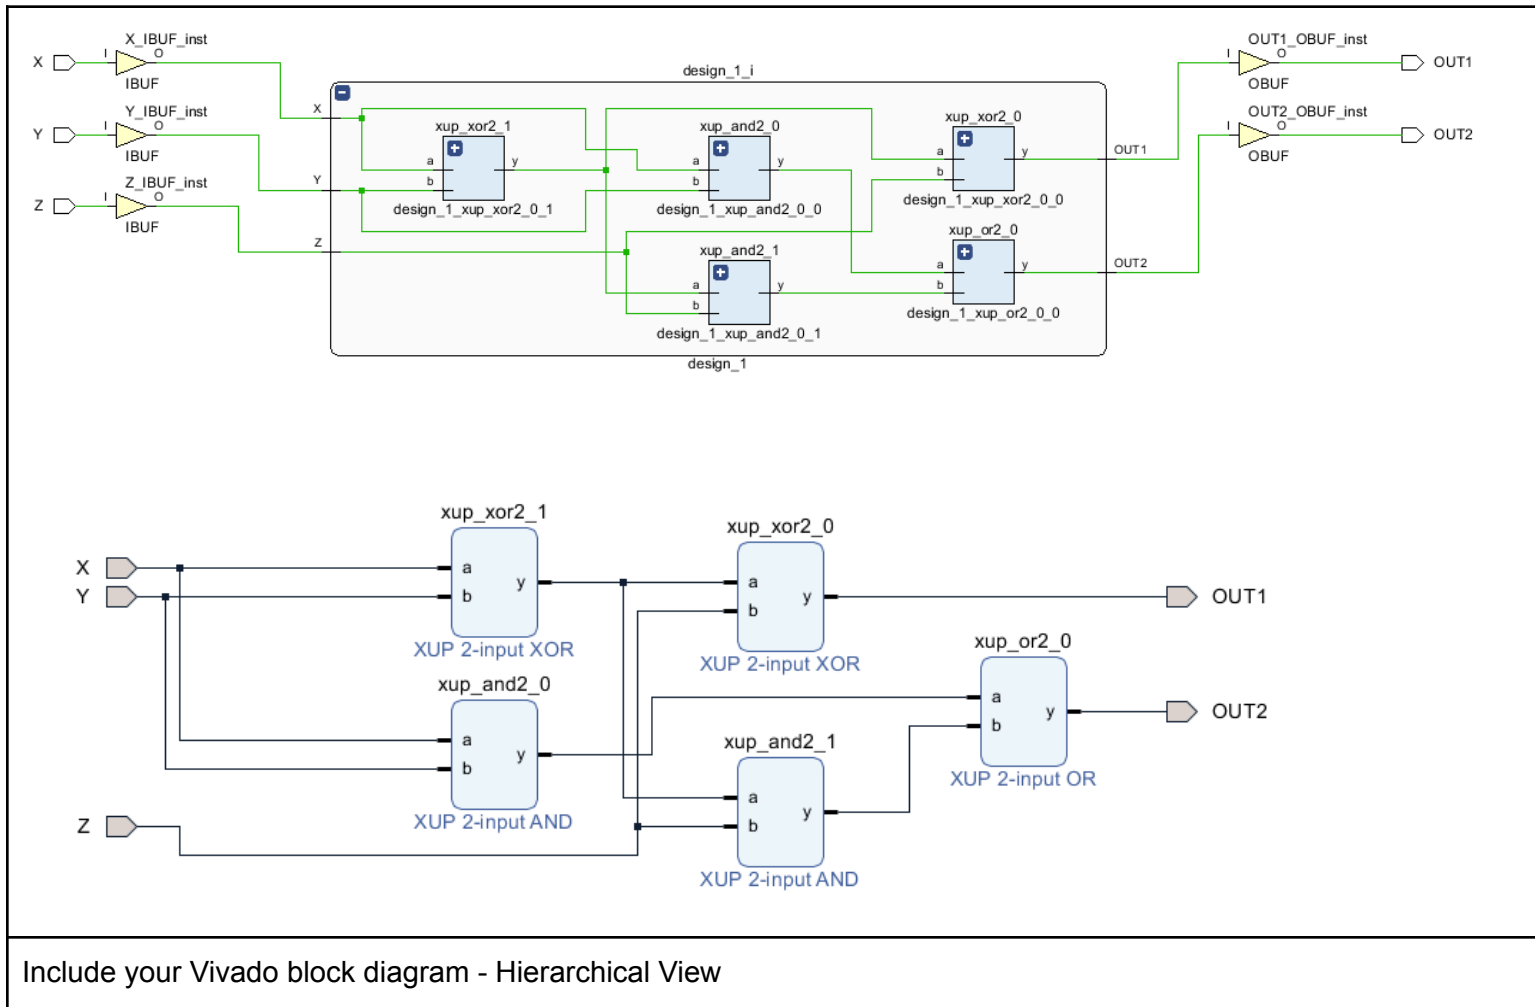 X_IBUF_inst
X
I
O
IBUF
Y_IBUF_inst
Y
I
O
IBUF
Z_IBUF_inst
Z
I
O
IBUF
design_1_i
X
Y
Z
xup_xor2_1
a
b
y
design_1_xup_xor2_0_1
xup_and2_0
a
b
y
design_1_xup_and2_0_0
xup_and2_1
a
b
y
design_1_xup_and2_0_1
xup_xor2_0
a
b
y
design_1_xup_xor2_0_0
xup_or2_0
a
b
y
design_1_xup_or2_0_0
OUT1
OUT2
design_1
OUT1_OBUF_inst
I
O
OBUF
OUT1
OUT2_OBUF_inst
I
O
OBUF
OUT2
X
Y
Z
xup_xor2_1
a
b
y
XUP 2-input XOR
xup_and2_0
a
b
y
XUP 2-input AND
xup_xor2_0
a
b
y
XUP 2-input XOR
xup_and2_1
a
b
y
XUP 2-input AND
xup_or2_0
a
b
y
XUP 2-input OR
OUT1
OUT2
Include your Vivado block diagram - Hierarchical View